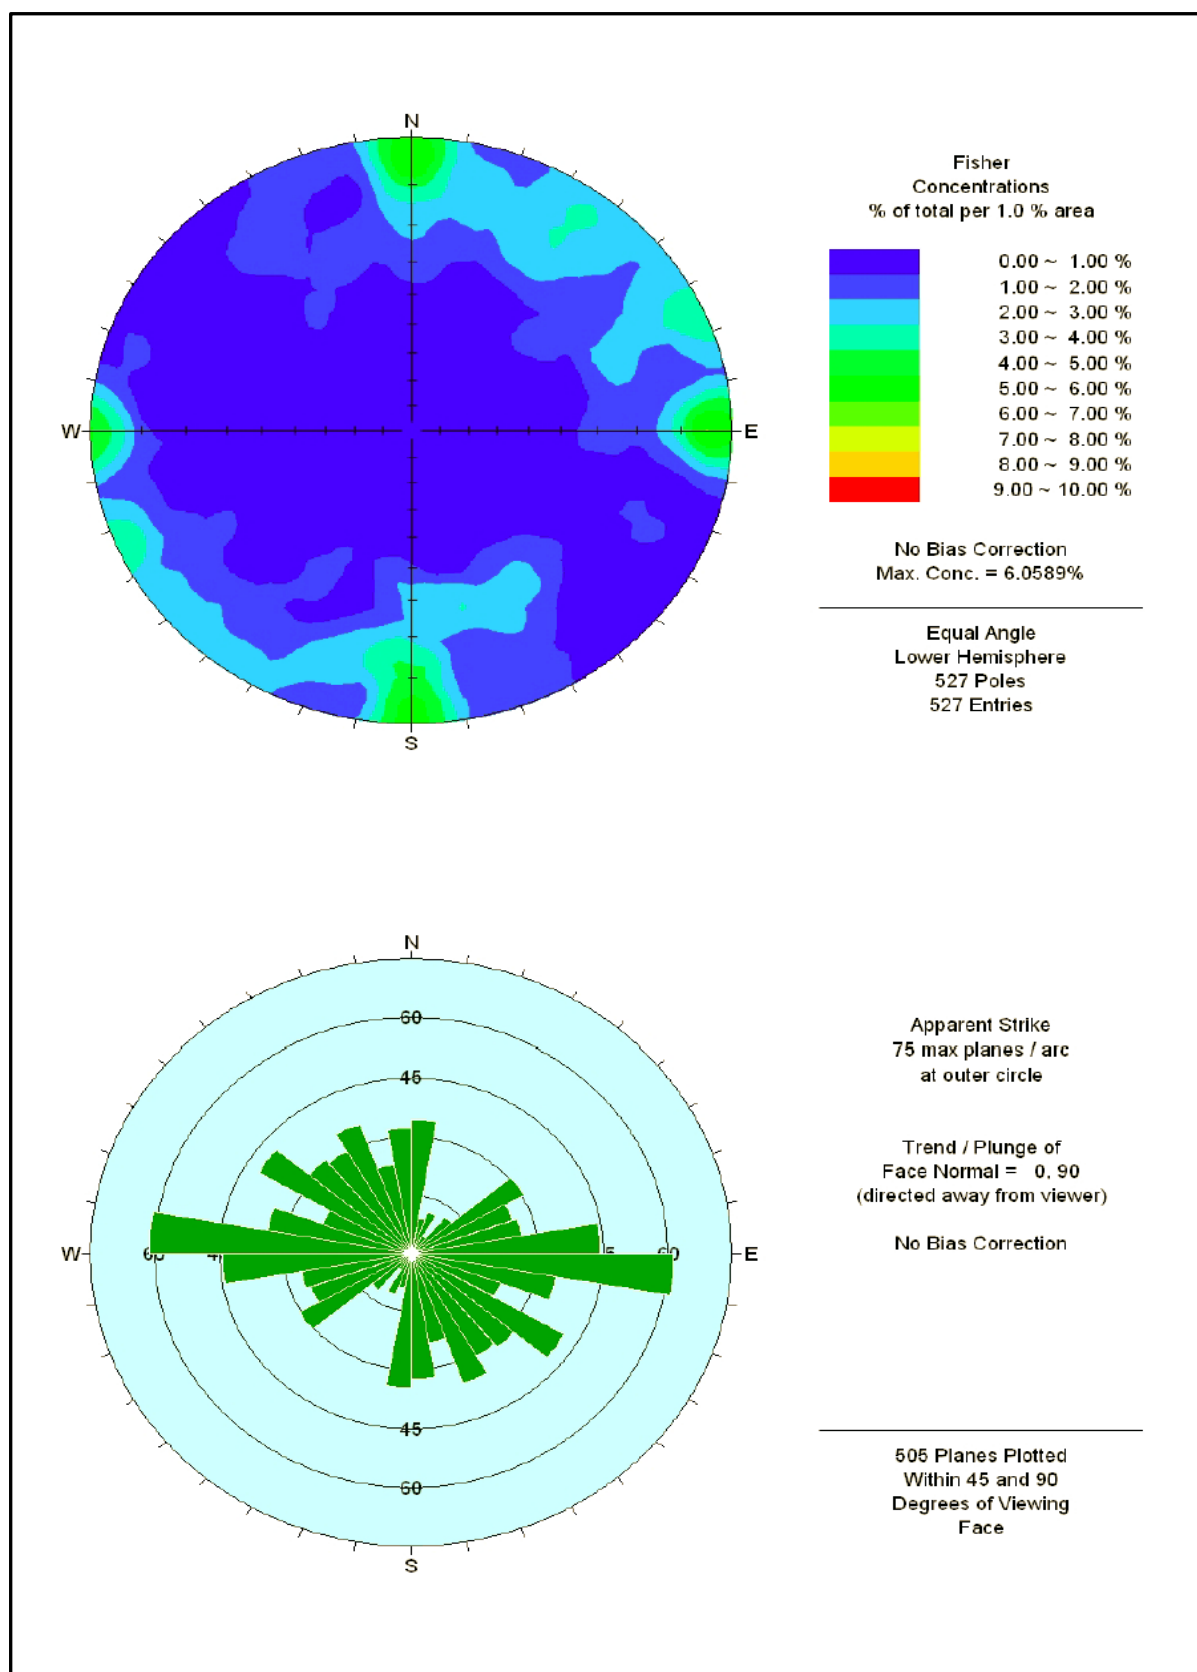 N
W
E
S
Fisher
Concentrations
% of total per 1.0 % area
0.00 ~ 1.00 %
1.00 ~ 2.00 %
2.00 ~ 3.00 %
3.00 ~ 4.00 %
4.00 ~ 5.00 %
5.00 ~ 6.00 %
6.00 ~ 7.00 %
7.00 ~ 8.00 %
8.00 ~ 9.00 %
9.00 ~ 10.00 %
No Bias Correction
Max. Conc. = 6.0589%
Equal Angle
Lower Hemisphere
527 Poles
527 Entries
N
60
45
W
60
60
E
45
60
S
Apparent Strike
75 max planes / arc
at outer circle
Trend / Plunge of
Face Normal = 0, 90
(directed away from viewer)
No Bias Correction
505 Planes Plotted
Within 45 and 90
Degrees of Viewing
Face